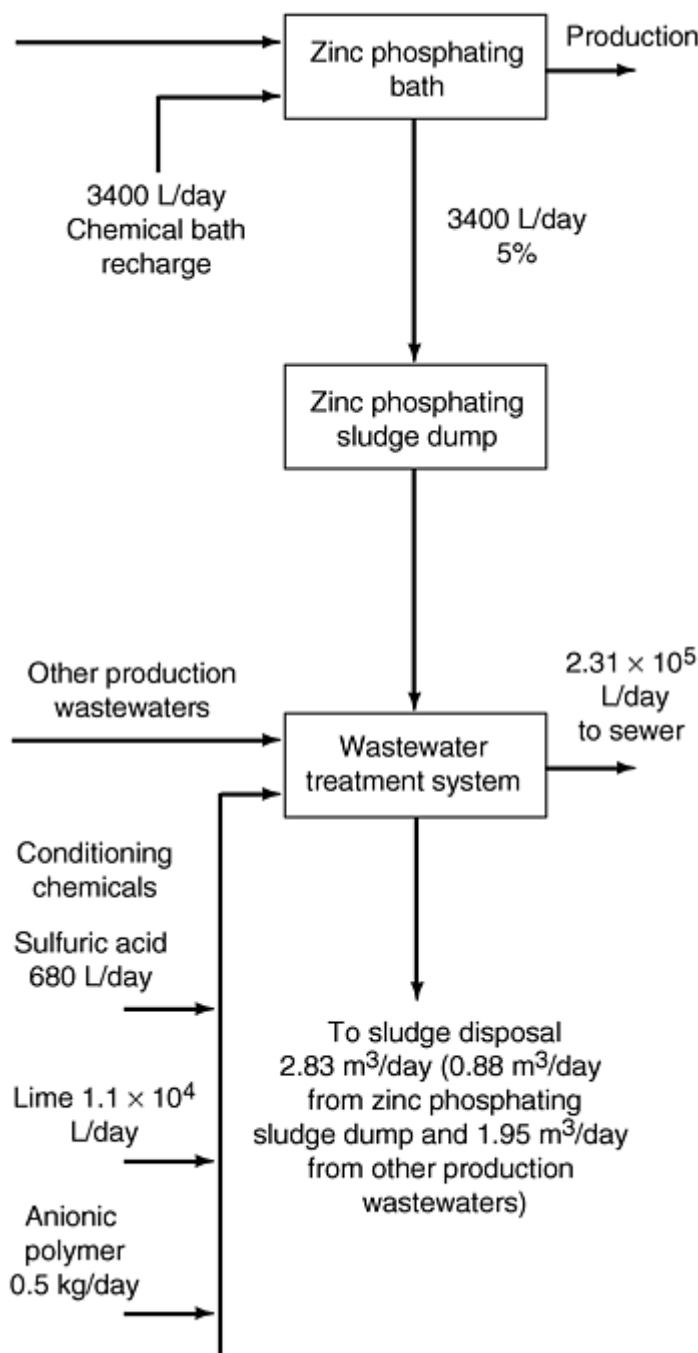 Zinc phosphating
bath
Production
3400 L/day
Chemical bath
recharge
3400 L/day
5%
Zinc phosphating
sludge dump
Other production
wastewaters
2.31 × 10⁵
L/day
to sewer
Wastewater
treatment system
Conditioning
chemicals
Sulfuric acid
680 L/day
To sludge disposal
2.83 m³/day (0.88 m³/day
from zinc phosphating
sludge dump and 1.95 m³/day
from other production
wastewaters)
Lime 1.1 × 10⁴
L/day
Anionic
polymer
0.5 kg/day